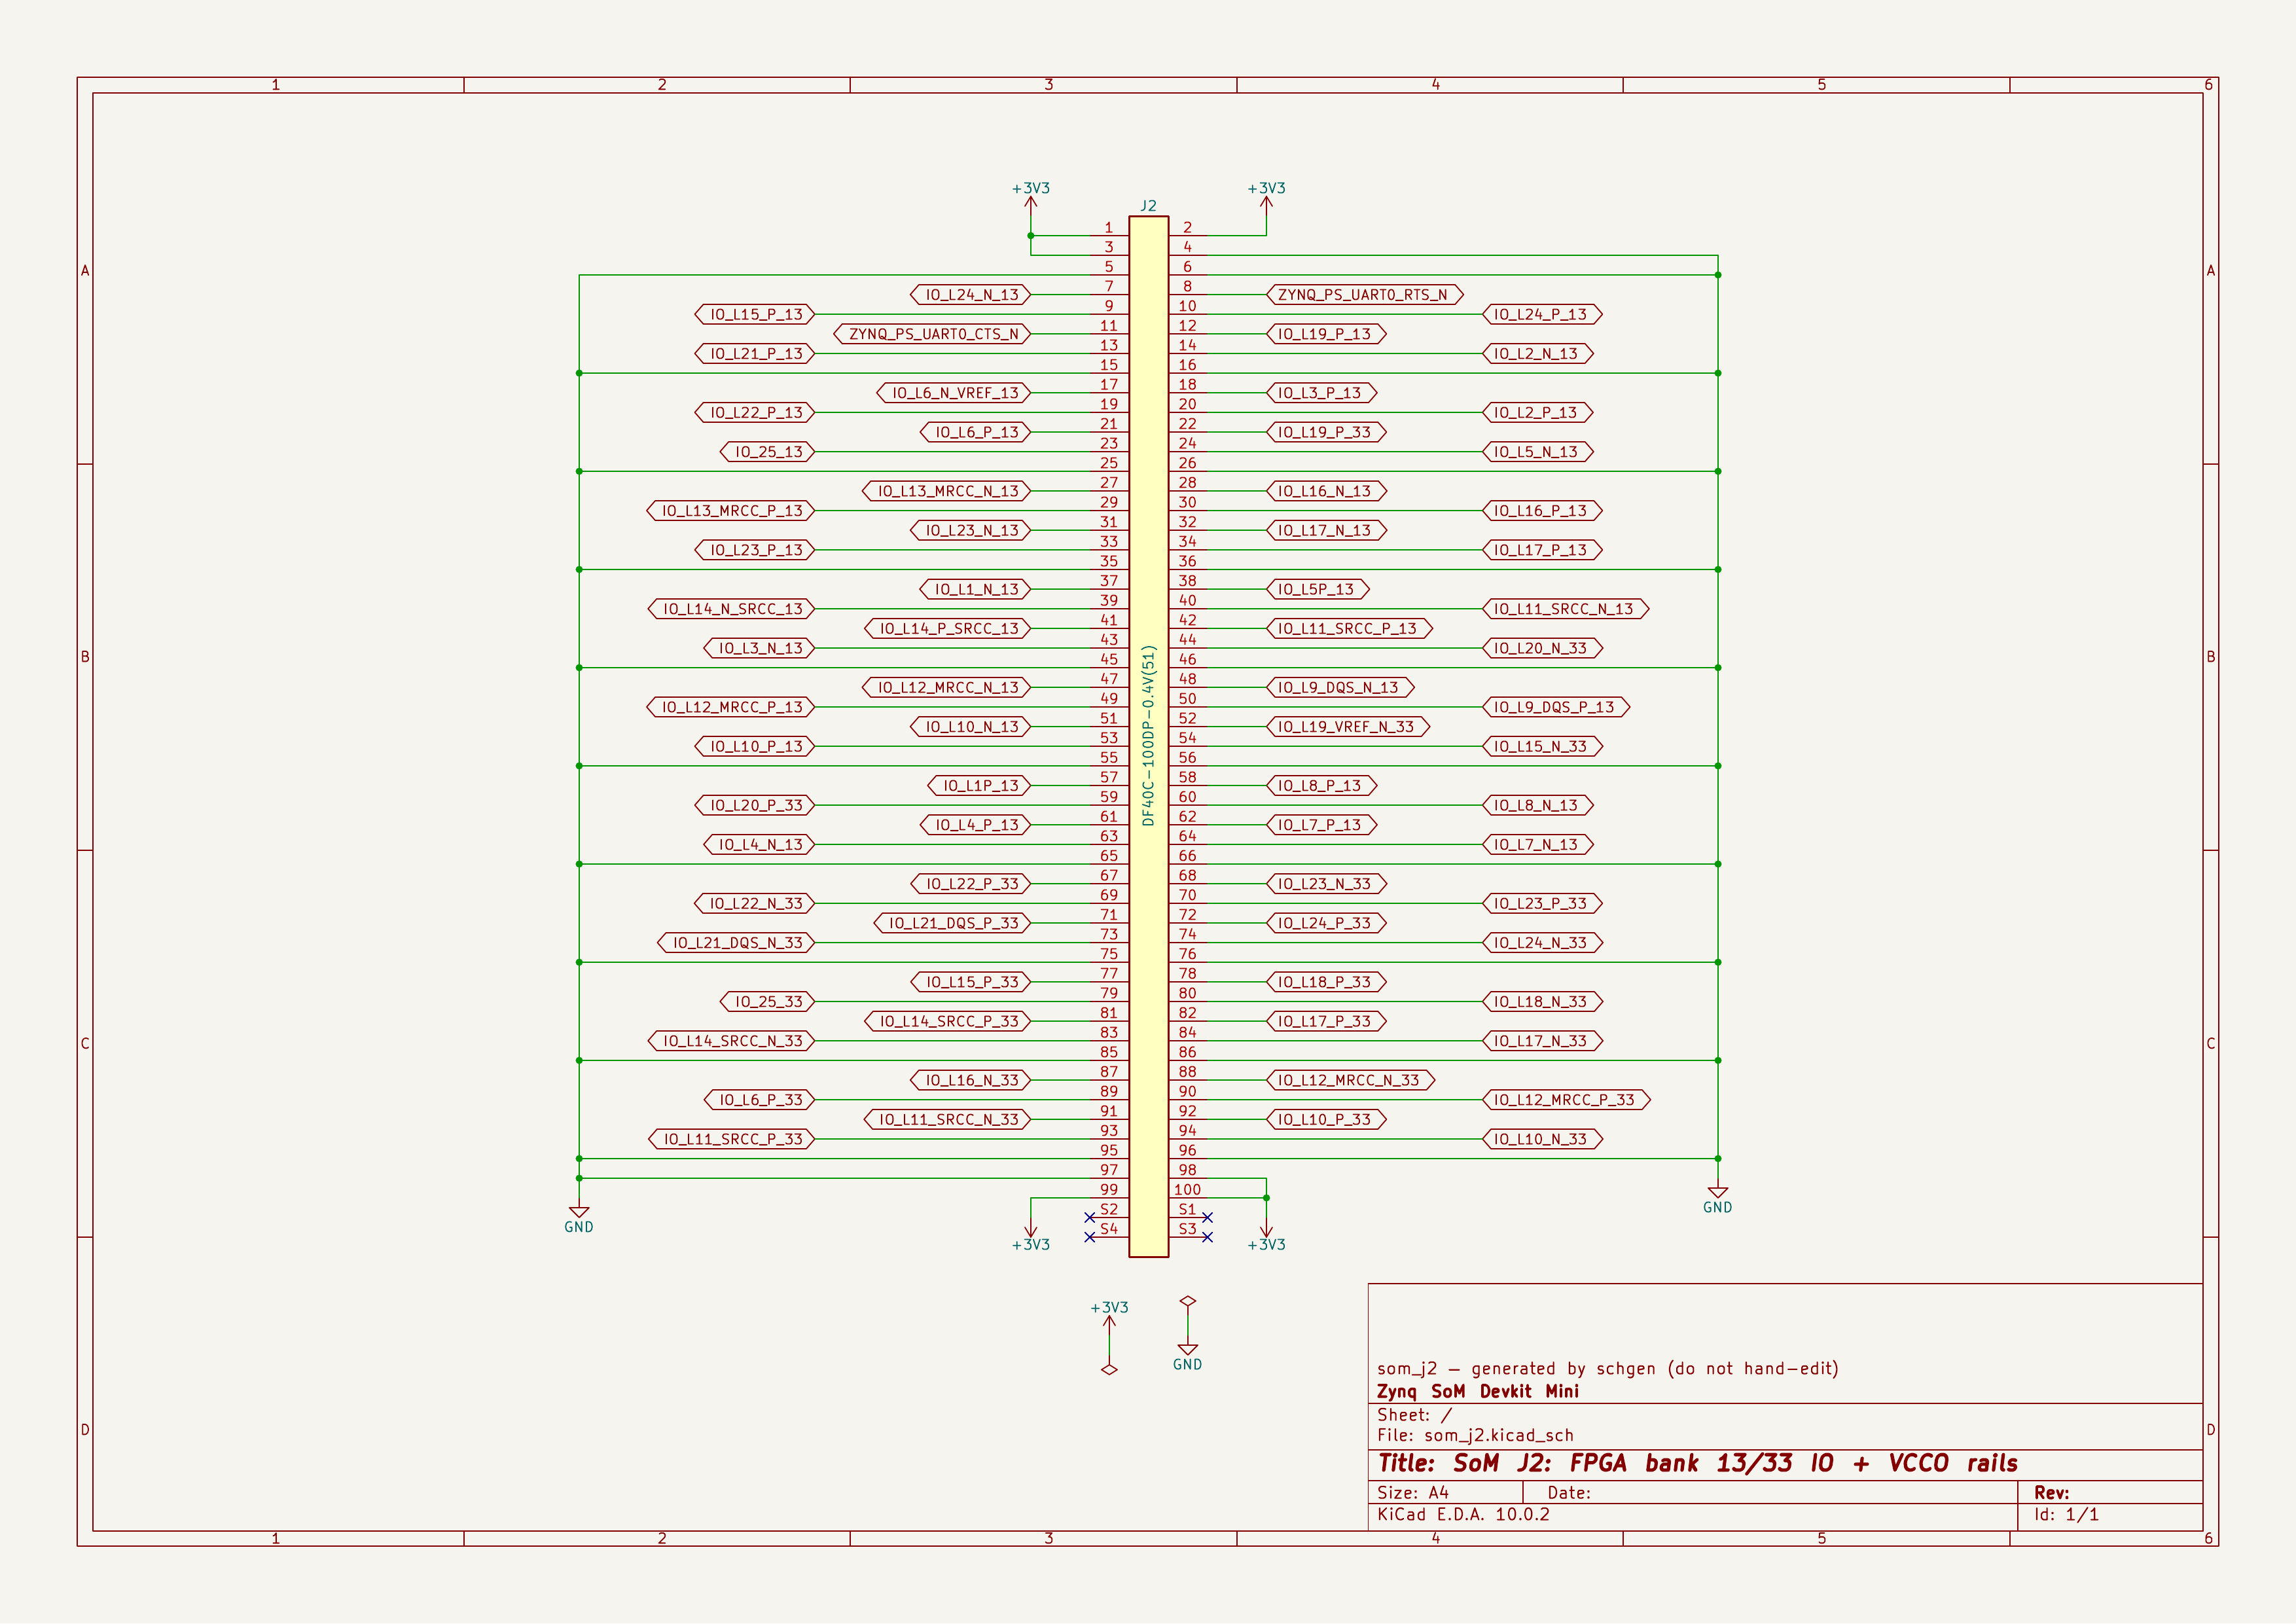 1 2 3 4 5 6
+3V3 +3V3
J2
1 2
3 4
A 5 6 A
IO_L24_N_13 7 8 ZYNQ_PS_UART0_RTS_N
IO_L15_P_13 9 10 IO_L24_P_13
ZYNQ_PS_UART0_CTS_N 11 12 IO_L19_P_13
IO_L21_P_13 13 14 IO_L2_N_13
15 16
IO_L6_N_VREF_13 17 18 IO_L3_P_13
IO_L22_P_13 19 20 IO_L2_P_13
IO_L6_P_13 21 22 IO_L19_P_33
IO_25_13 23 24 IO_L5_N_13
25 26
IO_L13_MRCC_N_13 27 28 IO_L16_N_13
IO_L13_MRCC_P_13 29 30 IO_L16_P_13
IO_L23_N_13 31 32 IO_L17_N_13
IO_L23_P_13 33 34 IO_L17_P_13
35 36
IO_L1_N_13 37 38 IO_L5P_13
IO_L14_N_SRCC_13 39 40 IO_L11_SRCC_N_13
IO_L14_P_SRCC_13 41 42 IO_L11_SRCC_P_13
IO_L3_N_13 43 44 IO_L20_N_33
B 45 46 B
IO_L12_MRCC_N_13 47 48 IO_L9_DQS_N_13
IO_L12_MRCC_P_13 49 50 IO_L9_DQS_P_13
IO_L10_N_13 51 52 IO_L19_VREF_N_33
DF40C-100DP-0.4V(51)
IO_L10_P_13 53 54 IO_L15_N_33
55 56
IO_L1P_13 57 58 IO_L8_P_13
IO_L20_P_33 59 60 IO_L8_N_13
IO_L4_P_13 61 62 IO_L7_P_13
IO_L4_N_13 63 64 IO_L7_N_13
65 66
IO_L22_P_33 67 68 IO_L23_N_33
IO_L22_N_33 69 70 IO_L23_P_33
IO_L21_DQS_P_33 71 72 IO_L24_P_33
IO_L21_DQS_N_33 73 74 IO_L24_N_33
75 76
IO_L15_P_33 77 78 IO_L18_P_33
IO_25_33 79 80 IO_L18_N_33
IO_L14_SRCC_P_33 81 82 IO_L17_P_33
C IO_L14_SRCC_N_33 83 84 IO_L17_N_33 C
85 86
IO_L16_N_33 87 88 IO_L12_MRCC_N_33
IO_L6_P_33 89 90 IO_L12_MRCC_P_33
IO_L11_SRCC_N_33 91 92 IO_L10_P_33
IO_L11_SRCC_P_33 93 94 IO_L10_N_33
95 96
97 98
99 100
GND S2 S1 GND
S4 S3
+3V3 +3V3
+3V3
GND
som_j2 — generated by schgen (do not hand-edit)
Zynq SoM Devkit Mini
Sheet: /
D File: som_j2.kicad_sch D
Title: SoM J2: FPGA bank 13/33 IO + VCCO rails
Size: A4 Date: Rev:
KiCad E.D.A. 10.0.2 Id: 1/1
1 2 3 4 5 6